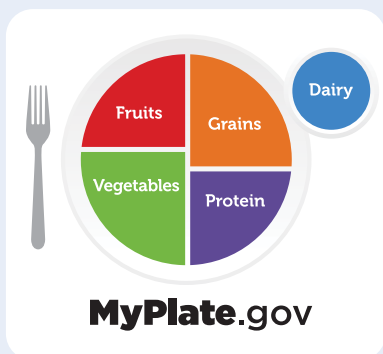 Fruits
Grains
Dairy
Vegetables
Protein
MyPlate.gov